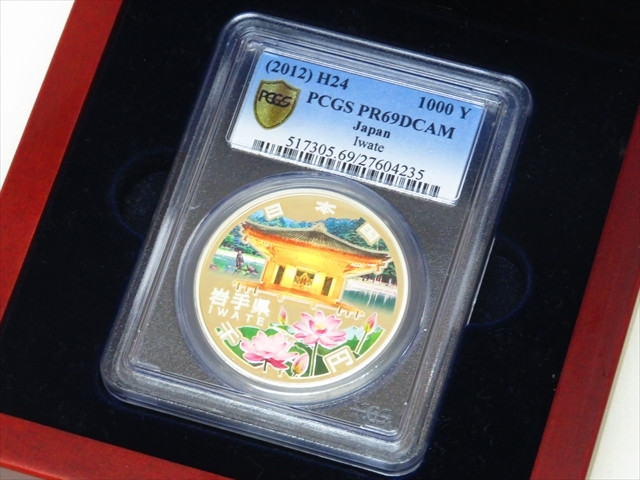 (2012) H24
1000 Y
PCGS
PCGS PR69DCAM
Japan
Iwate
517305.69/27604235
日本国
岩手県
IWATE
千円